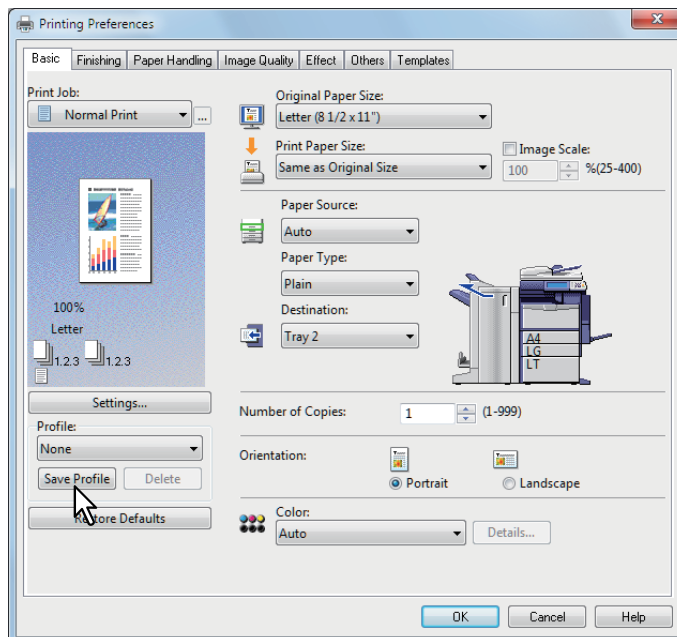 Printing Preferences
Basic Finishing Paper Handling Image Quality Effect Others Templates
Print Job:
Normal Print ...
100%
Letter
1.2.3 1.2.3
Settings...
Profile:
None
Save Profile Delete
Restore Defaults
Original Paper Size:
Letter (8 1/2 x 11")
Print Paper Size:
Same as Original Size
Image Scale:
100 %(25-400)
Paper Source:
Auto
Paper Type:
Plain
Destination:
Tray 2
A4
LG
LT
Number of Copies: 1 (1-999)
Orientation:
Portrait Landscape
Color:
Auto Details...
OK Cancel Help